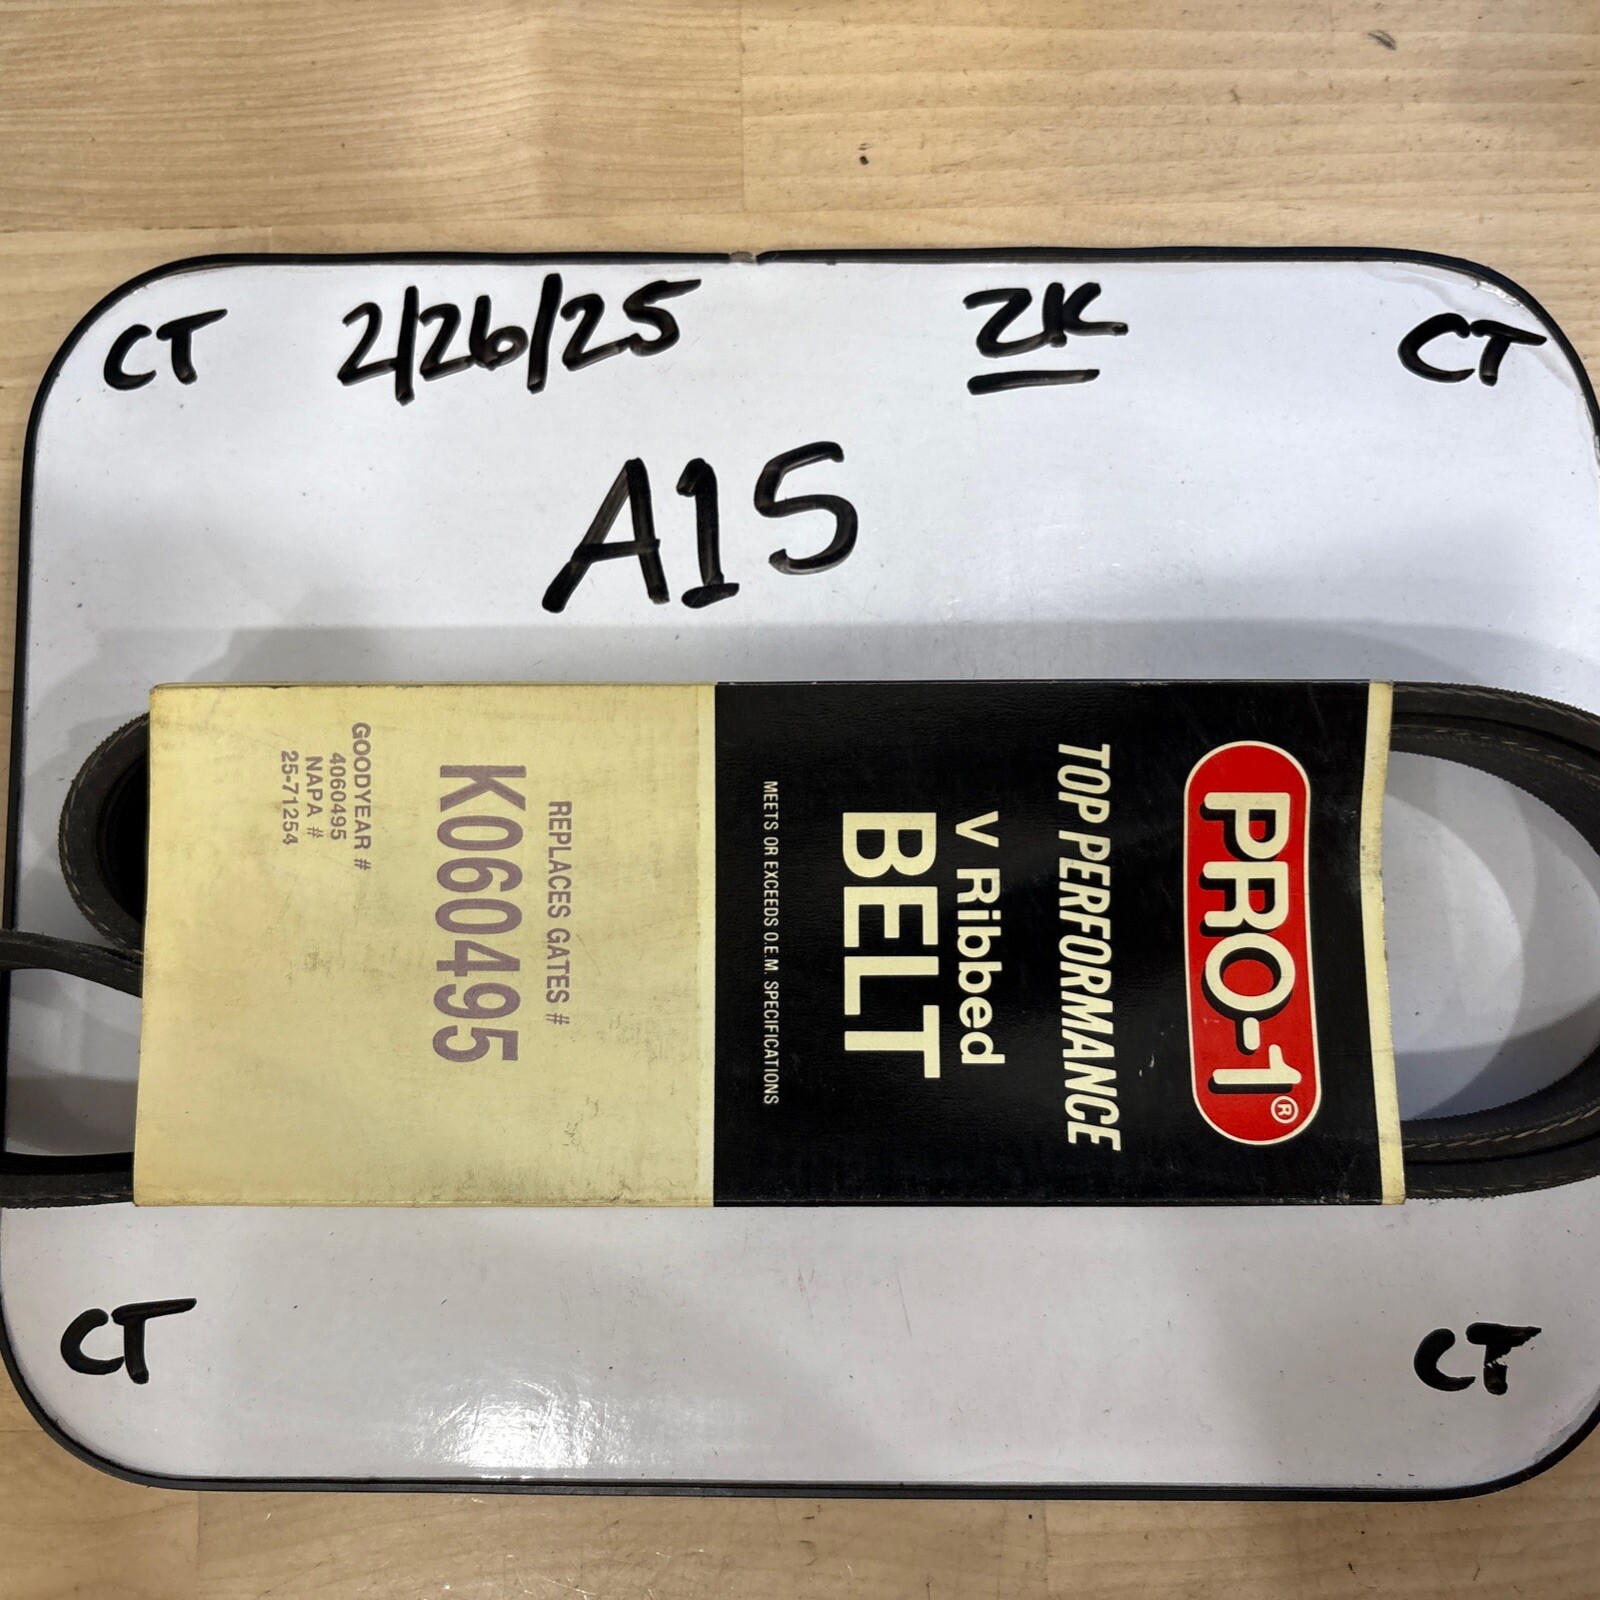 CT 2/26/25 ZK CT
A15
PRO-1®
TOP PERFORMANCE
V Ribbed
BELT
MEETS OR EXCEEDS O.E.M. SPECIFICATIONS
REPLACES GATES #
K060495
GOODYEAR #
4060495
NAPA #
25-71254
CT CT